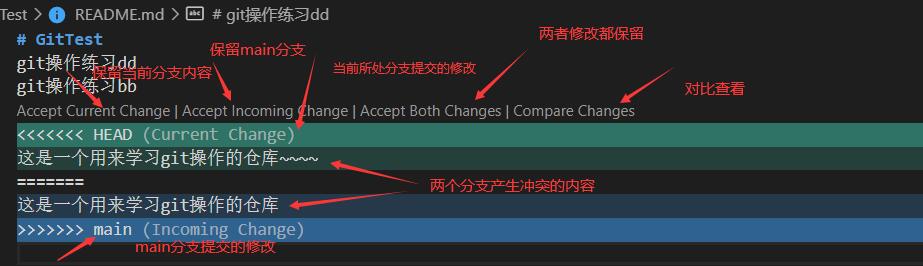 Test > README.md > # git操作练习dd
# GitTest
git操作练习dd
git操作练习bb
保留当前分支内容
保留main分支
当前所处分支提交的修改
两者修改都保留
对比查看
Accept Current Change | Accept Incoming Change | Accept Both Changes | Compare Changes
<<<<<<< HEAD (Current Change)
这是一个用来学习git操作的仓库~~~~
=======
两个分支产生冲突的内容
这是一个用来学习git操作的仓库
>>>>>>> main (Incoming Change)
main分支提交的修改